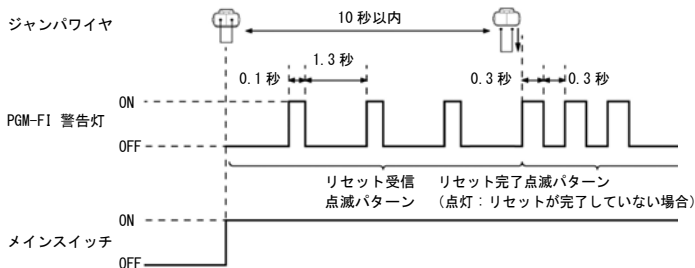 ジャンパワイヤ
10秒以内
1.3秒
0.1秒
0.3秒 0.3秒
ON
PGM-FI 警告灯
OFF
リセット受信 リセット完了点滅パターン
点滅パターン (点灯:リセットが完了していない場合)
ON
メインスイッチ
OFF